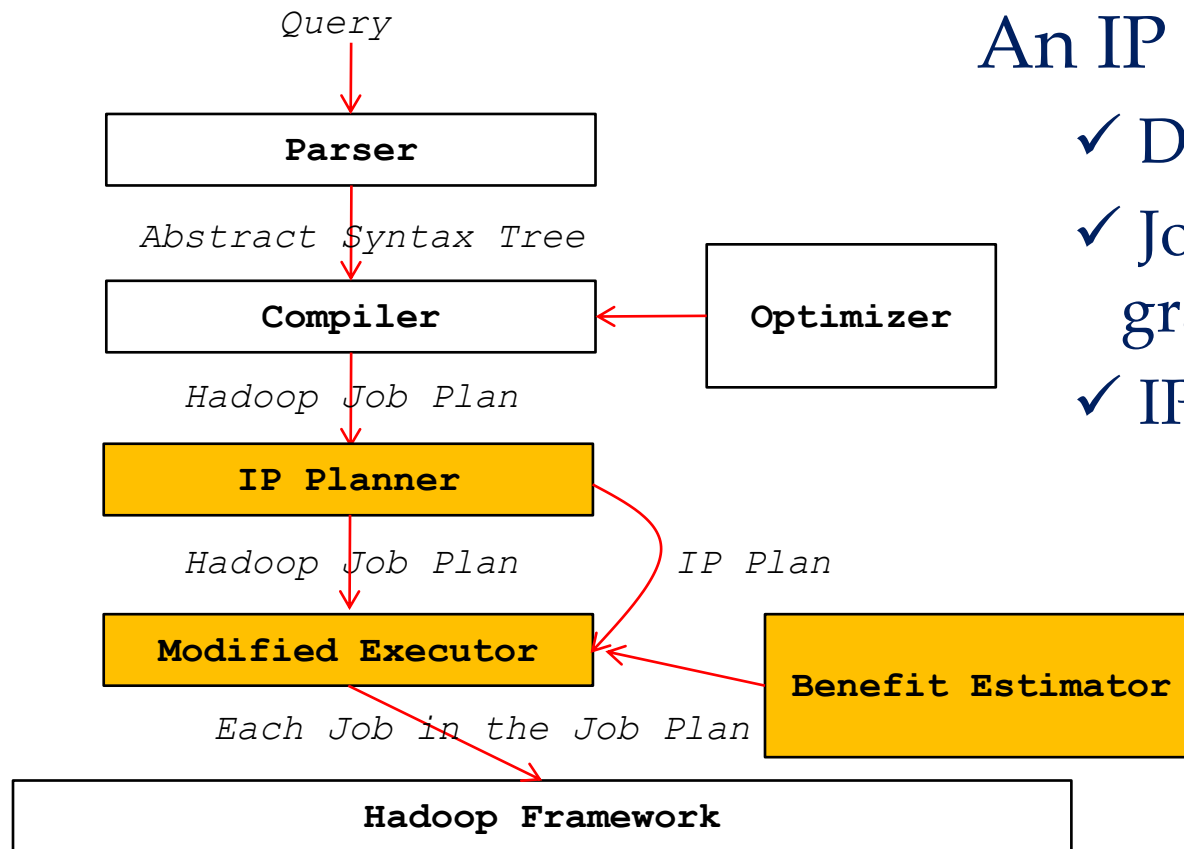 Query
Parser
Abstract Syntax Tree
Compiler
Optimizer
Hadoop Job Plan
IP Planner
Hadoop Job Plan
IP Plan
Modified Executor
Benefit Estimator
Each Job in the Job Plan
Hadoop Framework
An IP
✓
✓
✓